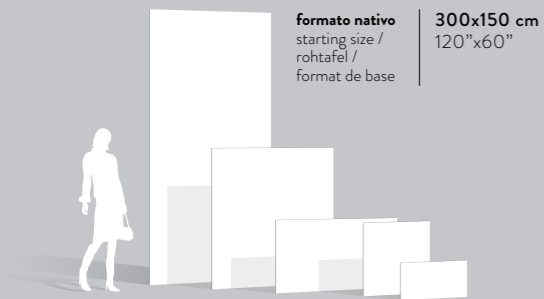 formato nativo
starting size /
rohtafel /
format de base
300x150 cm
120”x60”